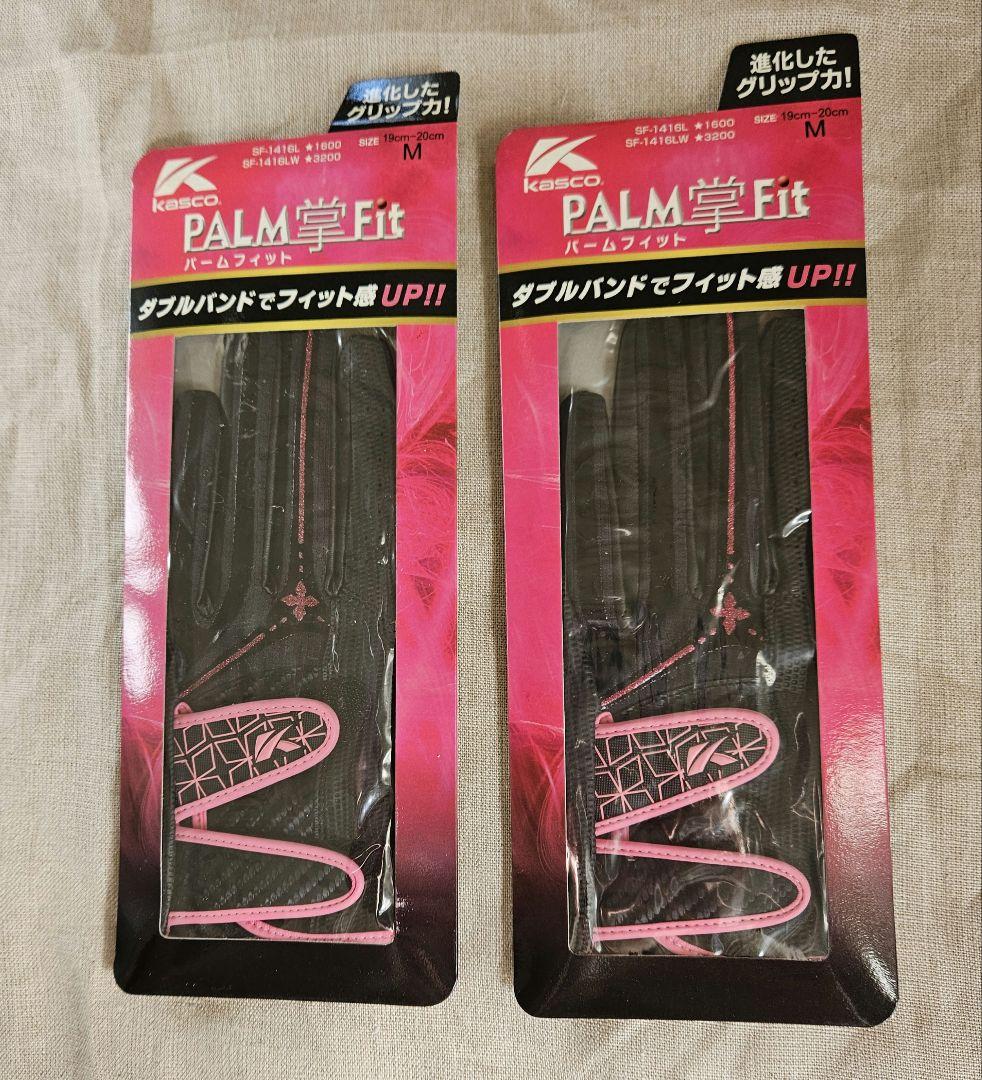 進化した
グリップ力!
SF-1416L ★1600
SF-1416LW ★3200
SIZE 19cm-20cm
M
Kasco
PALM掌Fit
パームフィット
ダブルバンドでフィット感UP!!
進化した
グリップ力!
SF-1416L ★1600
SF-1416LW ★3200
SIZE 19cm-20cm
M
Kasco
PALM掌Fit
パームフィット
ダブルバンドでフィット感UP!!